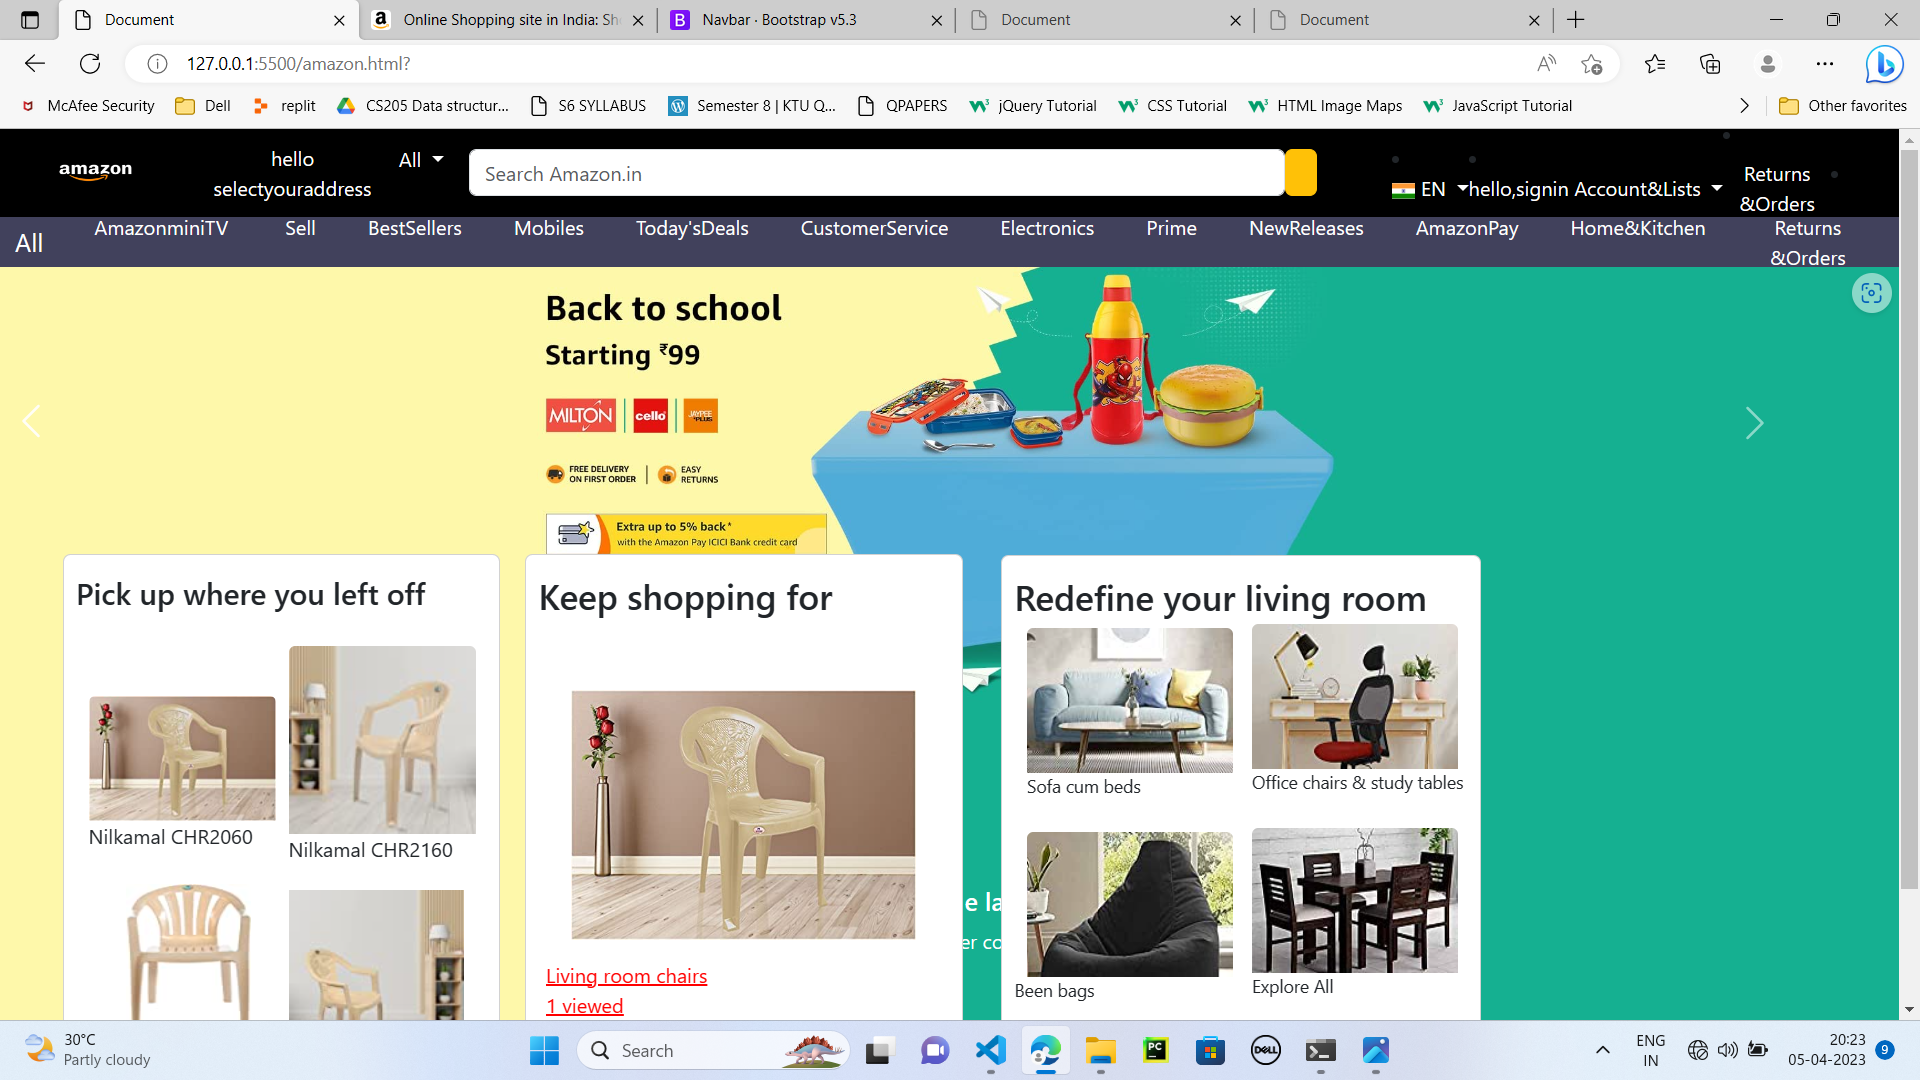 Document
Online Shopping site in India: Sh
Navbar · Bootstrap v5.3
Document
Document
127.0.0.1:5500/amazon.html?
McAfee Security
Dell
replit
CS205 Data structur...
S6 SYLLABUS
Semester 8 | KTU Q...
QPAPERS
jQuery Tutorial
CSS Tutorial
HTML Image Maps
JavaScript Tutorial
Other favorites
amazon
hello
selectyouraddress
All
Search Amazon.in
EN
hello,signin Account&Lists
Returns
&Orders
All
AmazonminiTV
Sell
BestSellers
Mobiles
Today'sDeals
CustomerService
Electronics
Prime
NewReleases
AmazonPay
Home&Kitchen
Returns
&Orders
Back to school
Starting ₹99
MILTON
cello
JAYPEE
PLUS
FREE DELIVERY
ON FIRST ORDER
EASY
RETURNS
Extra up to 5% back*
with the Amazon Pay ICICI Bank credit card
Pick up where you left off
Nilkamal CHR2060
Nilkamal CHR2160
Keep shopping for
Living room chairs
1 viewed
e la
er co
Redefine your living room
Sofa cum beds
Office chairs & study tables
Been bags
Explore All
30°C
Partly cloudy
Search
PC
DELL
ENG
IN
20:23
05-04-2023
9